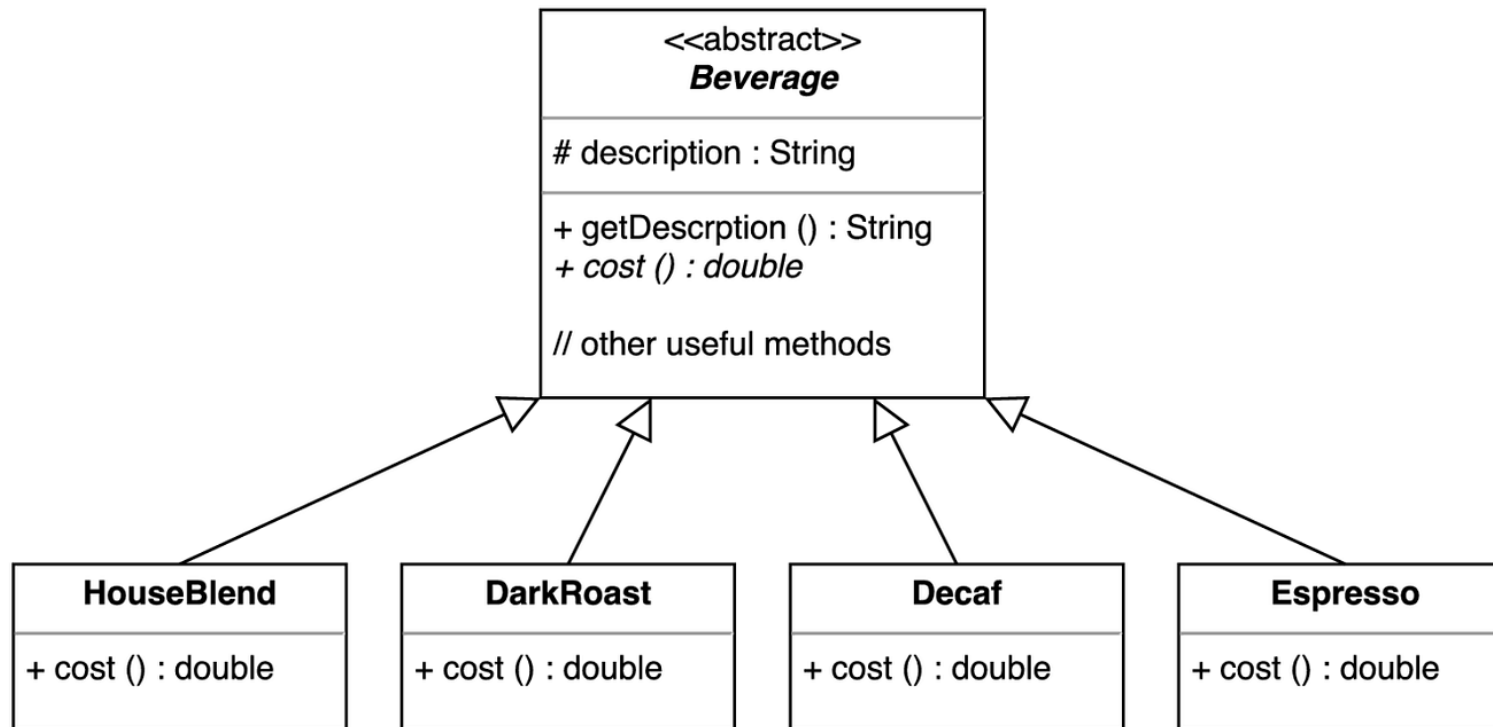 <<abstract>>
Beverage
# description : String
+ getDescrption () : String
+ cost () : double
// other useful methods
HouseBlend
+ cost () : double
DarkRoast
+ cost () : double
Decaf
+ cost () : double
Espresso
+ cost () : double